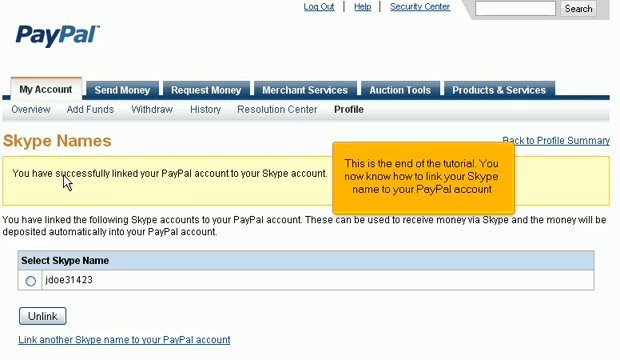 Log Out | Help | Security Center
Search
PayPal
My Account Send Money Request Money Merchant Services Auction Tools Products & Services
Overview Add Funds Withdraw History Resolution Center Profile
Skype Names
Back to Profile Summary
You have successfully linked your PayPal account to your Skype account.
This is the end of the tutorial. You
now know how to link your Skype
name to your PayPal account
You have linked the following Skype accounts to your PayPal account. These can be used to receive money via Skype and the money will be
deposited automatically into your PayPal account.
Select Skype Name
jdoe31423
Unlink
Link another Skype name to your PayPal account